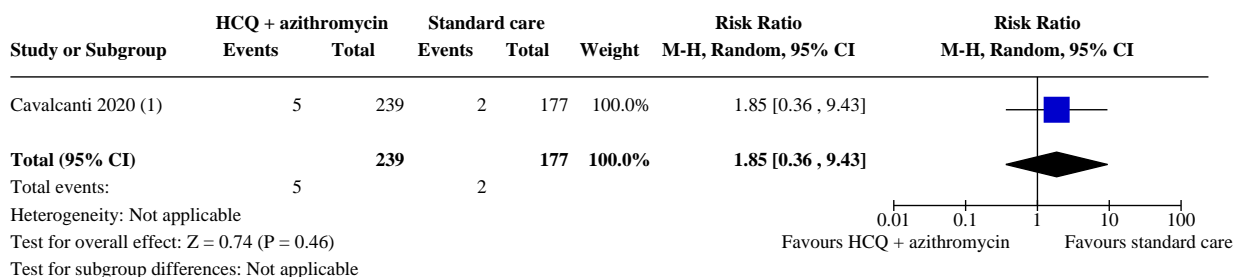 HCQ + azithromycin Standard care Risk Ratio Risk Ratio
Study or Subgroup Events Total Events Total Weight M-H, Random, 95% CI M-H, Random, 95% CI
Cavalcanti 2020 (1) 5 239 2 177 100.0% 1.85 [0.36 , 9.43]
Total (95% CI) 239 177 100.0% 1.85 [0.36 , 9.43]
Total events: 5 2
Heterogeneity: Not applicable
0.01 0.1 1 10 100
Test for overall effect: Z = 0.74 (P = 0.46)
Favours HCQ + azithromycin Favours standard care
Test for subgroup differences: Not applicable